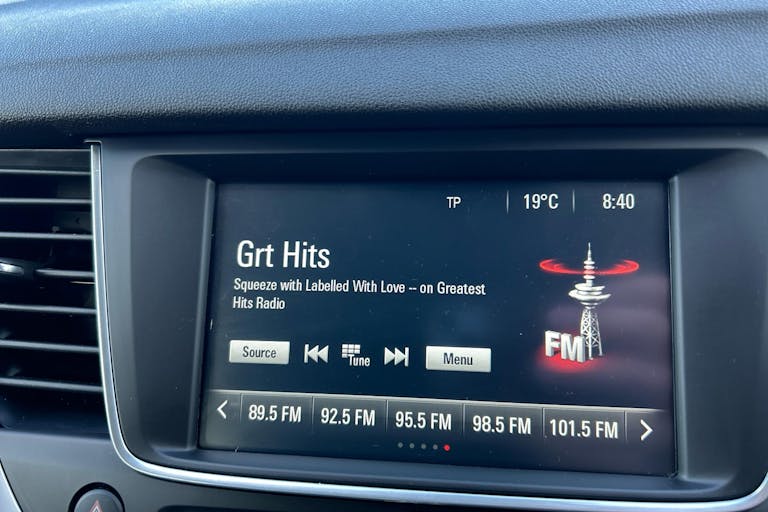 TP 19°C 8:40
Grt Hits
Squeeze with Labelled With Love -- on Greatest
Hits Radio
FM
Source Tune Menu
89.5 FM 92.5 FM 95.5 FM 98.5 FM 101.5 FM